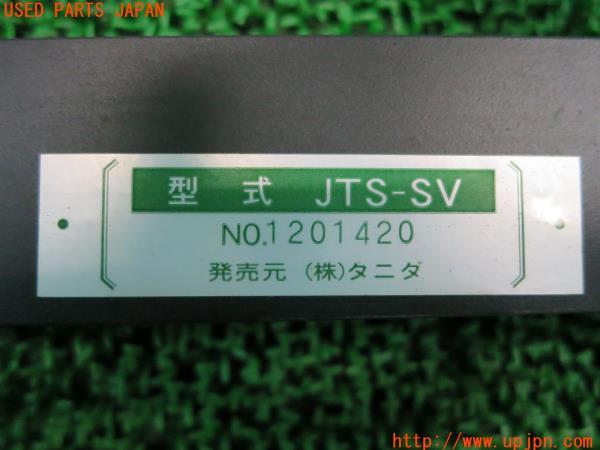 USED PARTS JAPAN
型 式 JTS-SV
NO.1201420
発売元 (株)タニダ
http://www.upjpn.com/